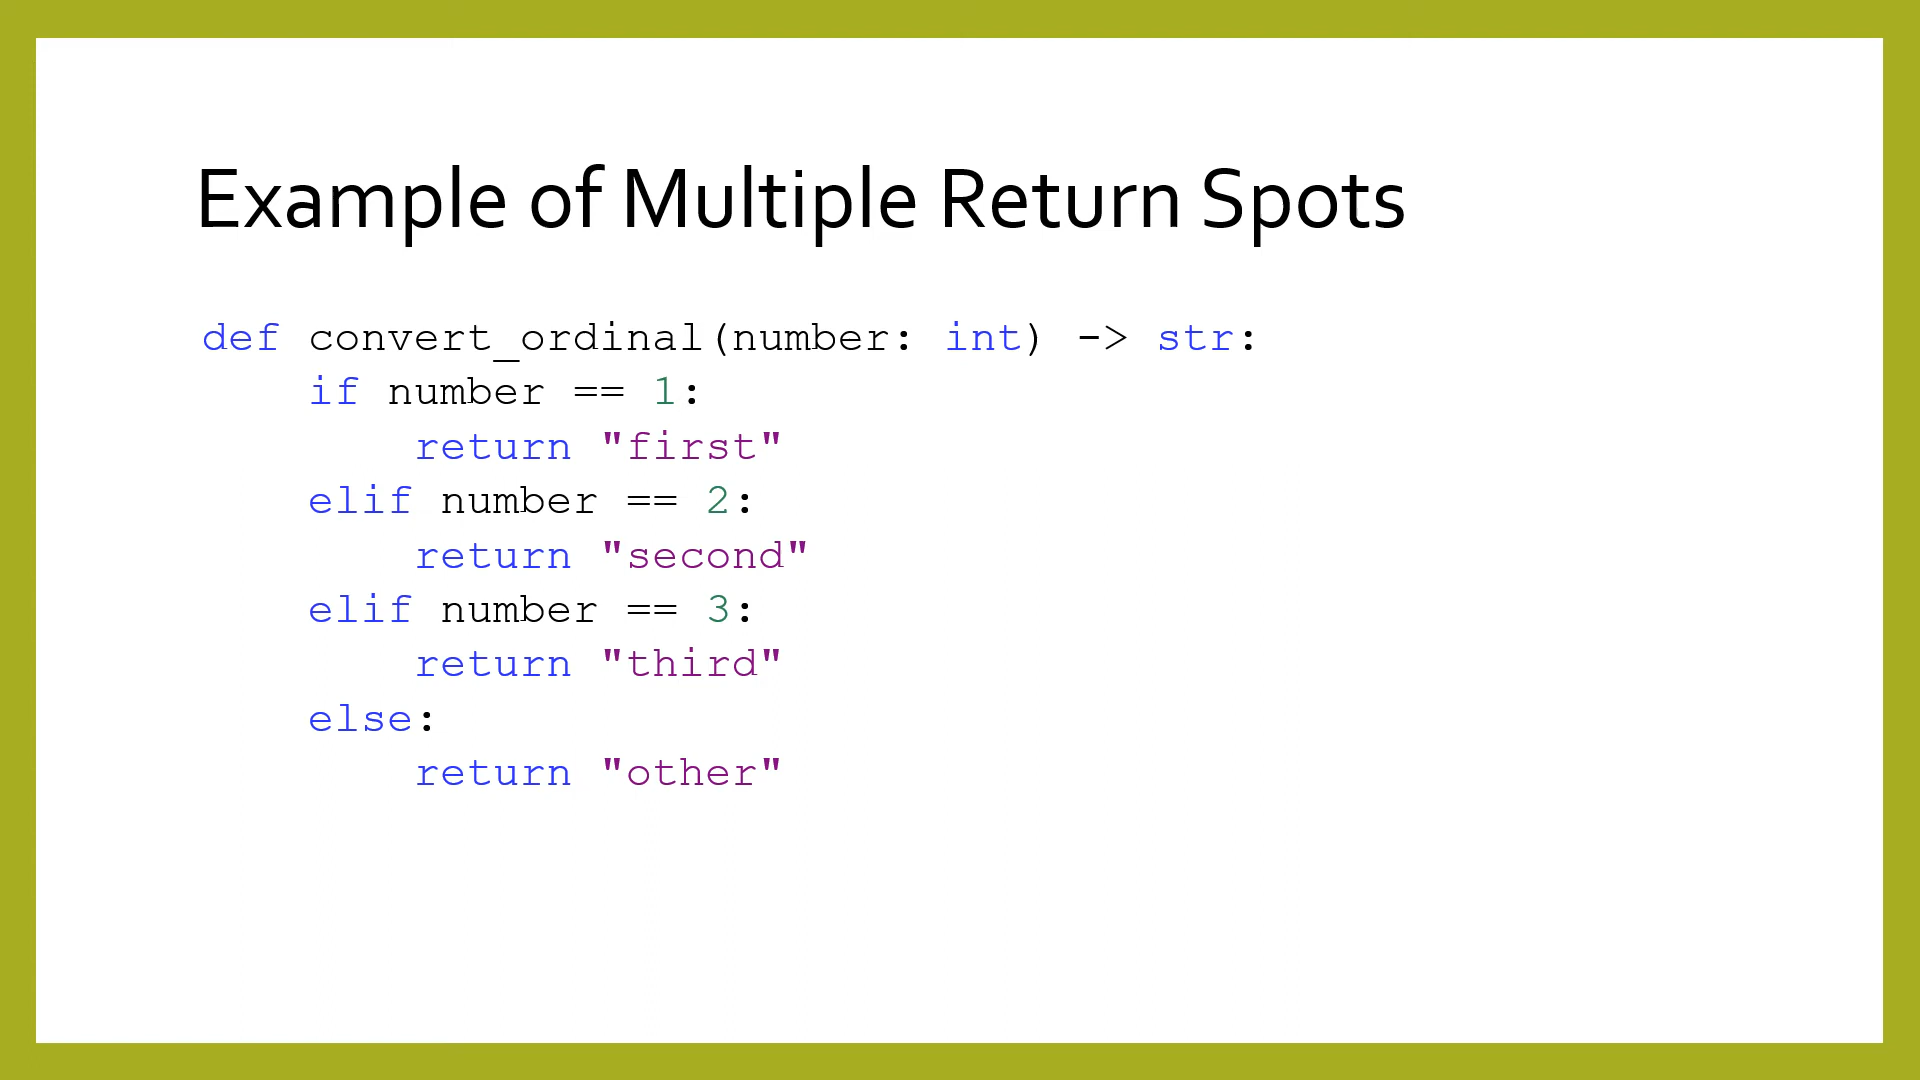 Example of Multiple Return Spots
def convert_ordinal(number: int) -> str:
    if number == 1:
        return "first"
    elif number == 2:
        return "second"
    elif number == 3:
        return "third"
    else:
        return "other"